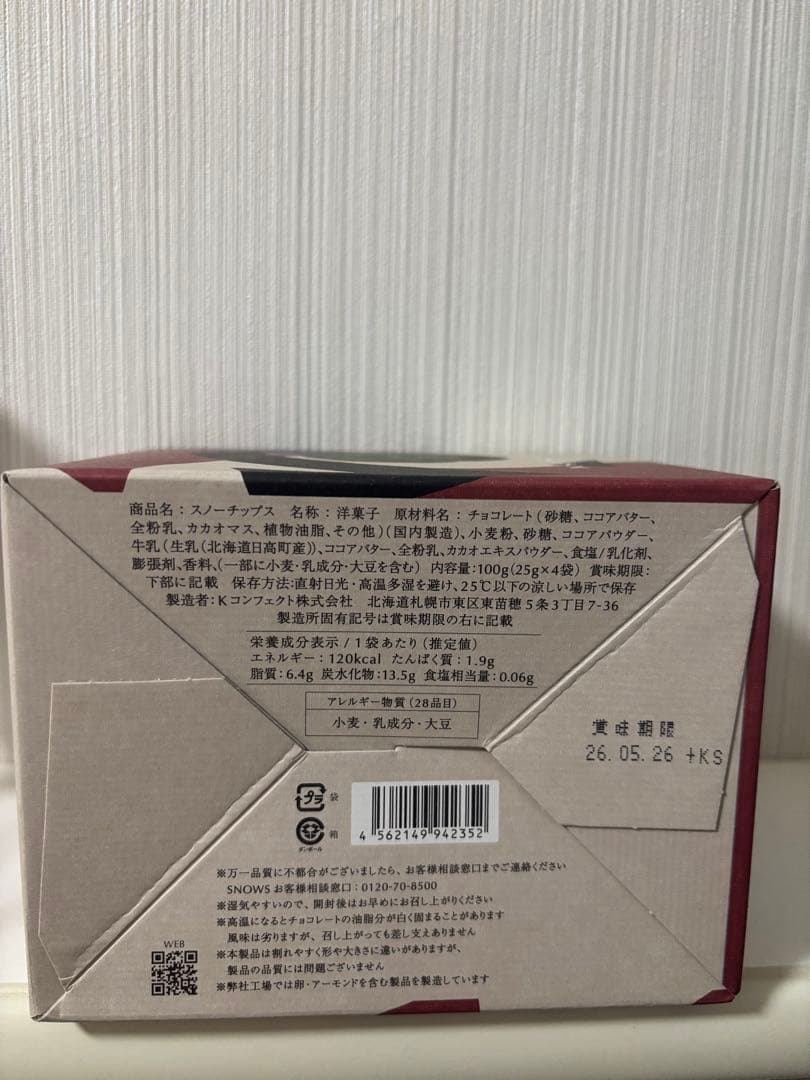 商品名：スノーチップス 名称：洋菓子 原材料名：チョコレート（砂糖、ココアバター、
全粉乳、カカオマス、植物油脂、その他）（国内製造）、小麦粉、砂糖、ココアパウダー、
牛乳（生乳（北海道日高町産））、ココアバター、全粉乳、カカオエキスパウダー、食塩/乳化剤、
膨張剤、香料、（一部に小麦・乳成分・大豆を含む） 内容量：100g（25g×4袋） 賞味期限：
下部に記載 保存方法：直射日光・高温多湿を避け、25℃以下の涼しい場所で保存
製造者：Kコンフェクト株式会社 北海道札幌市東区東苗穂5条3丁目7-36
製造所固有記号は賞味期限の右に記載
栄養成分表示/1袋あたり（推定値）
エネルギー：120kcal たんぱく質：1.9g
脂質：6.4g 炭水化物：13.5g 食塩相当量：0.06g
アレルギー物質（28品目）
小麦・乳成分・大豆
賞味期限
26.05.26 +KS
プラ 袋
ダンボール 箱
4 562149 942352
※万一品質に不都合がございましたら、お客様相談窓口までご連絡ください
SNOWS お客様相談窓口：0120-70-8500
※湿気やすいので、開封後はお早めにお召し上がりください
※高温になるとチョコレートの油脂分が白く固まることがあります
風味は劣りますが、召し上がっても差し支えありません
※本製品は割れやすく形や大きさに違いがありますが、
製品の品質には問題ございません
※弊社工場では卵・アーモンドを含む製品を製造しています
WEB